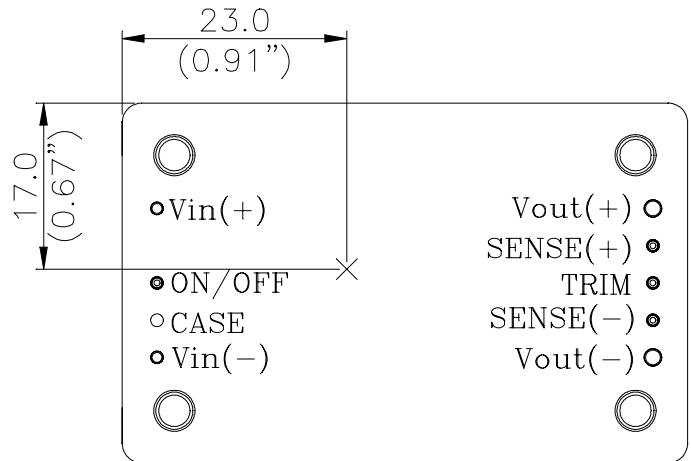 23.0
(0.91”)
17.0
(0.67”)
Vin(+)
Vout(+)
SENSE(+)
ON/OFF
TRIM
CASE
SENSE(−)
Vin(−)
Vout(−)